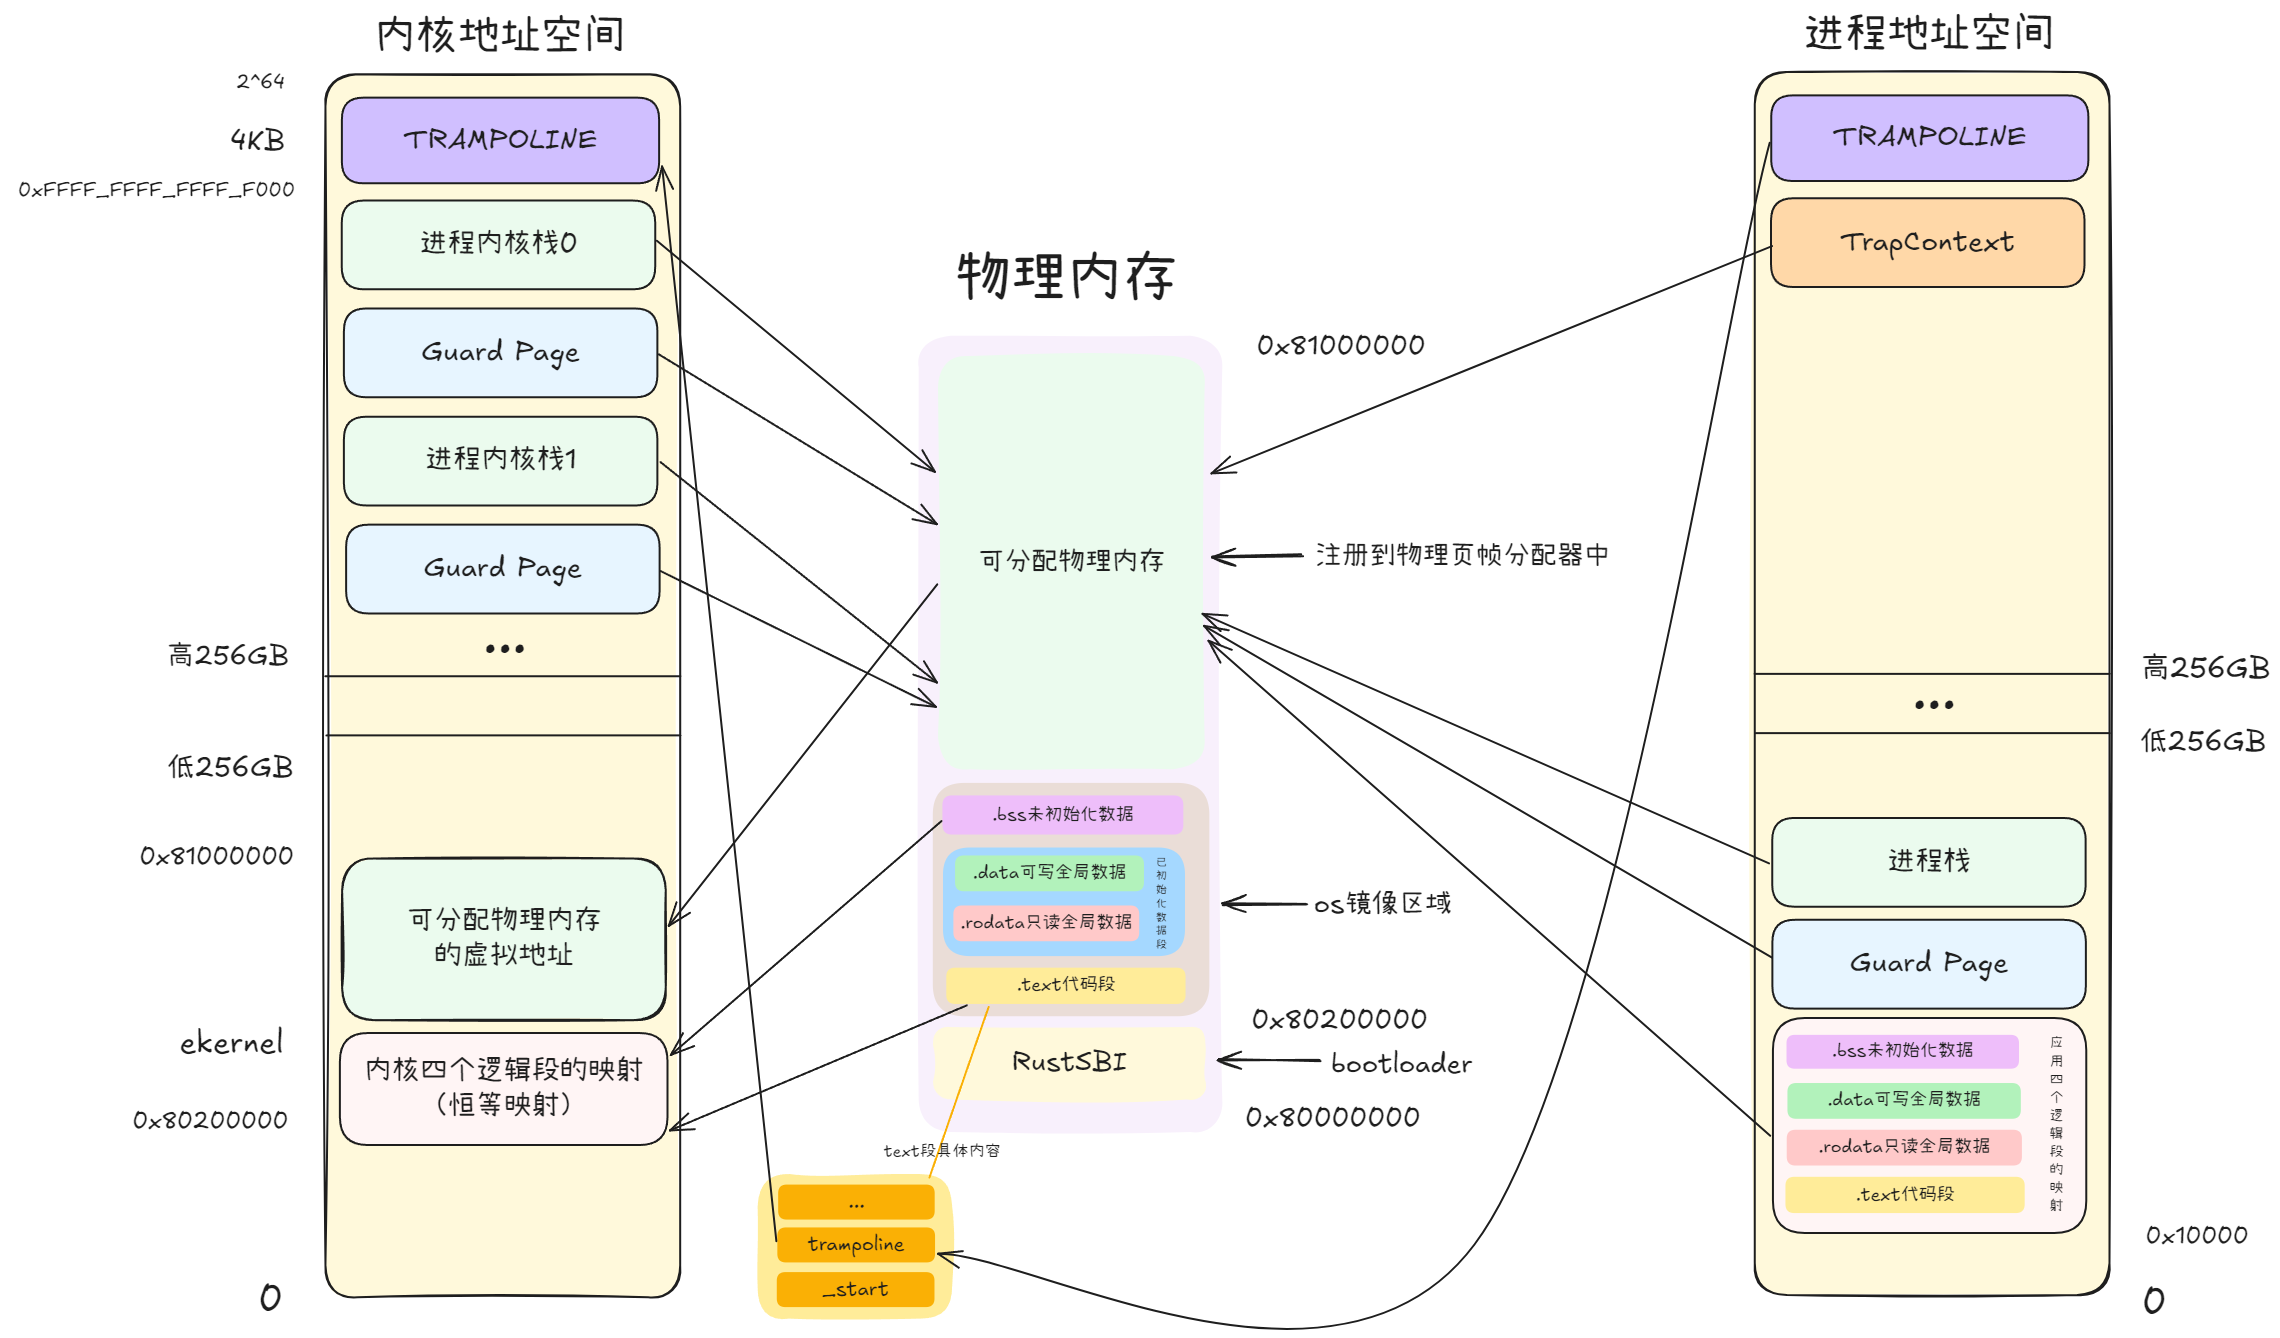 内核地址空间
2^64
4KB
TRAMPOLINE
0xFFFF_FFFF_FFFF_F000
进程内核栈0
Guard Page
进程内核栈1
Guard Page
...
高256GB
低256GB
0x81000000
可分配物理内存
的虚拟地址
ekernel
内核四个逻辑段的映射
（恒等映射）
0x80200000
0
物理内存
0x81000000
可分配物理内存
注册到物理页帧分配器中
.bss未初始化数据
.data可写全局数据
.rodata只读全局数据
已初始化数据段
.text代码段
os镜像区域
0x80200000
RustSBI
bootloader
0x80000000
text段具体内容
...
trampoline
_start
进程地址空间
TRAMPOLINE
TrapContext
高256GB
...
低256GB
进程栈
Guard Page
.bss未初始化数据
.data可写全局数据
.rodata只读全局数据
.text代码段
应用四个逻辑段的映射
0x10000
0